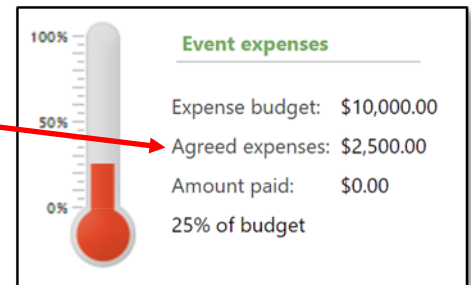 100%
50%
0%
Event expenses
Expense budget: $10,000.00
Agreed expenses: $2,500.00
Amount paid: $0.00
25% of budget